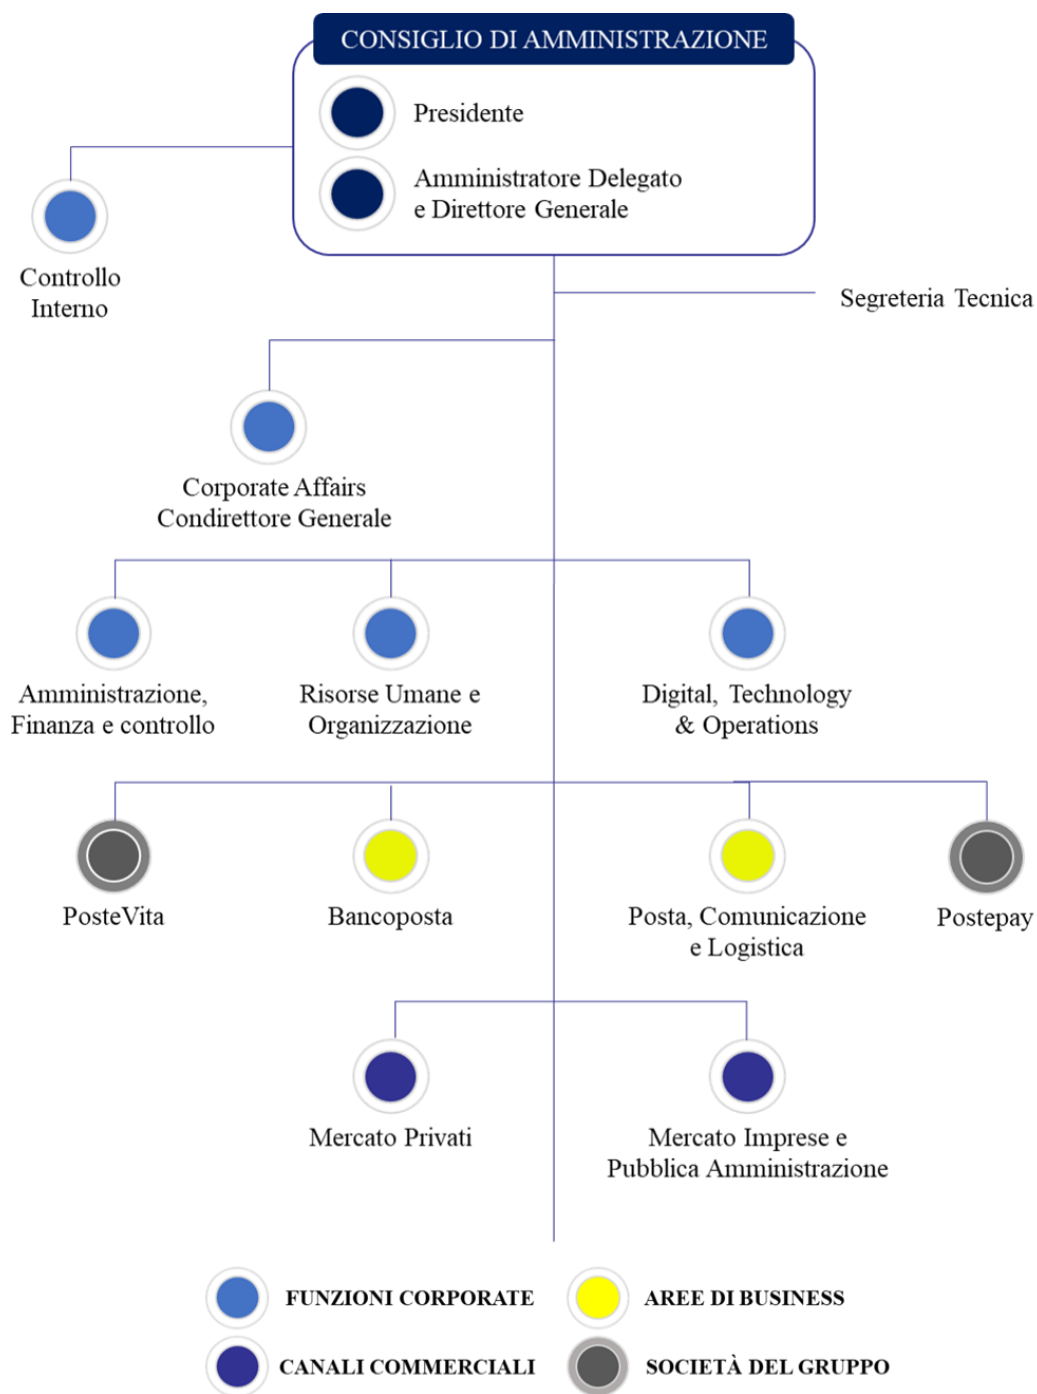 CONSIGLIO DI AMMINISTRAZIONE
Presidente
Amministratore Delegato
e Direttore Generale
Controllo
Interno
Segreteria Tecnica
Corporate Affairs
Condirettore Generale
Amministrazione,
Finanza e controllo
Risorse Umane e
Organizzazione
Digital, Technology
& Operations
PosteVita
Bancoposta
Posta, Comunicazione
e Logistica
Postepay
Mercato Privati
Mercato Imprese e
Pubblica Amministrazione
FUNZIONI CORPORATE
AREE DI BUSINESS
CANALI COMMERCIALI
SOCIETÀ DEL GRUPPO